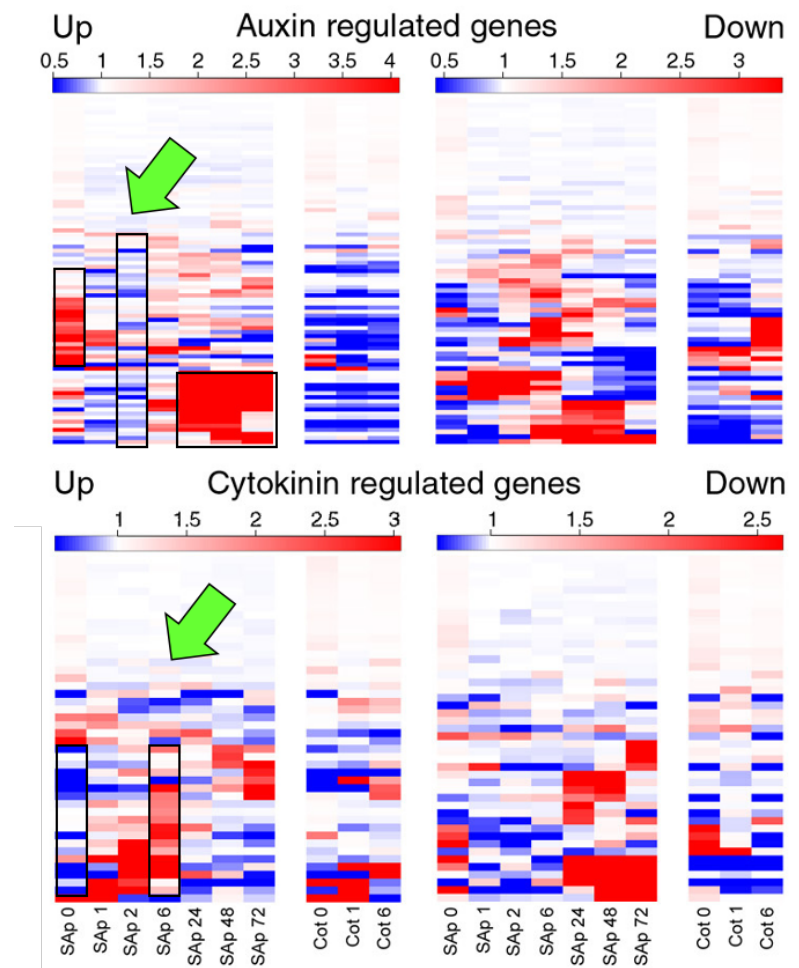 Up Auxin regulated genes Down
0.5 1 1.5 2 2.5 3 3.5 4 0.5 1 1.5 2 2.5 3
Up Cytokinin regulated genes Down
1 1.5 2 2.5 3 1 1.5 2 2.5
SAp 0 SAp 1 SAp 2 SAp 6 SAp 24 SAp 48 SAp 72 Cot 0 Cot 1 Cot 6 SAp 0 SAp 1 SAp 2 SAp 6 SAp 24 SAp 48 SAp 72 Cot 0 Cot 1 Cot 6